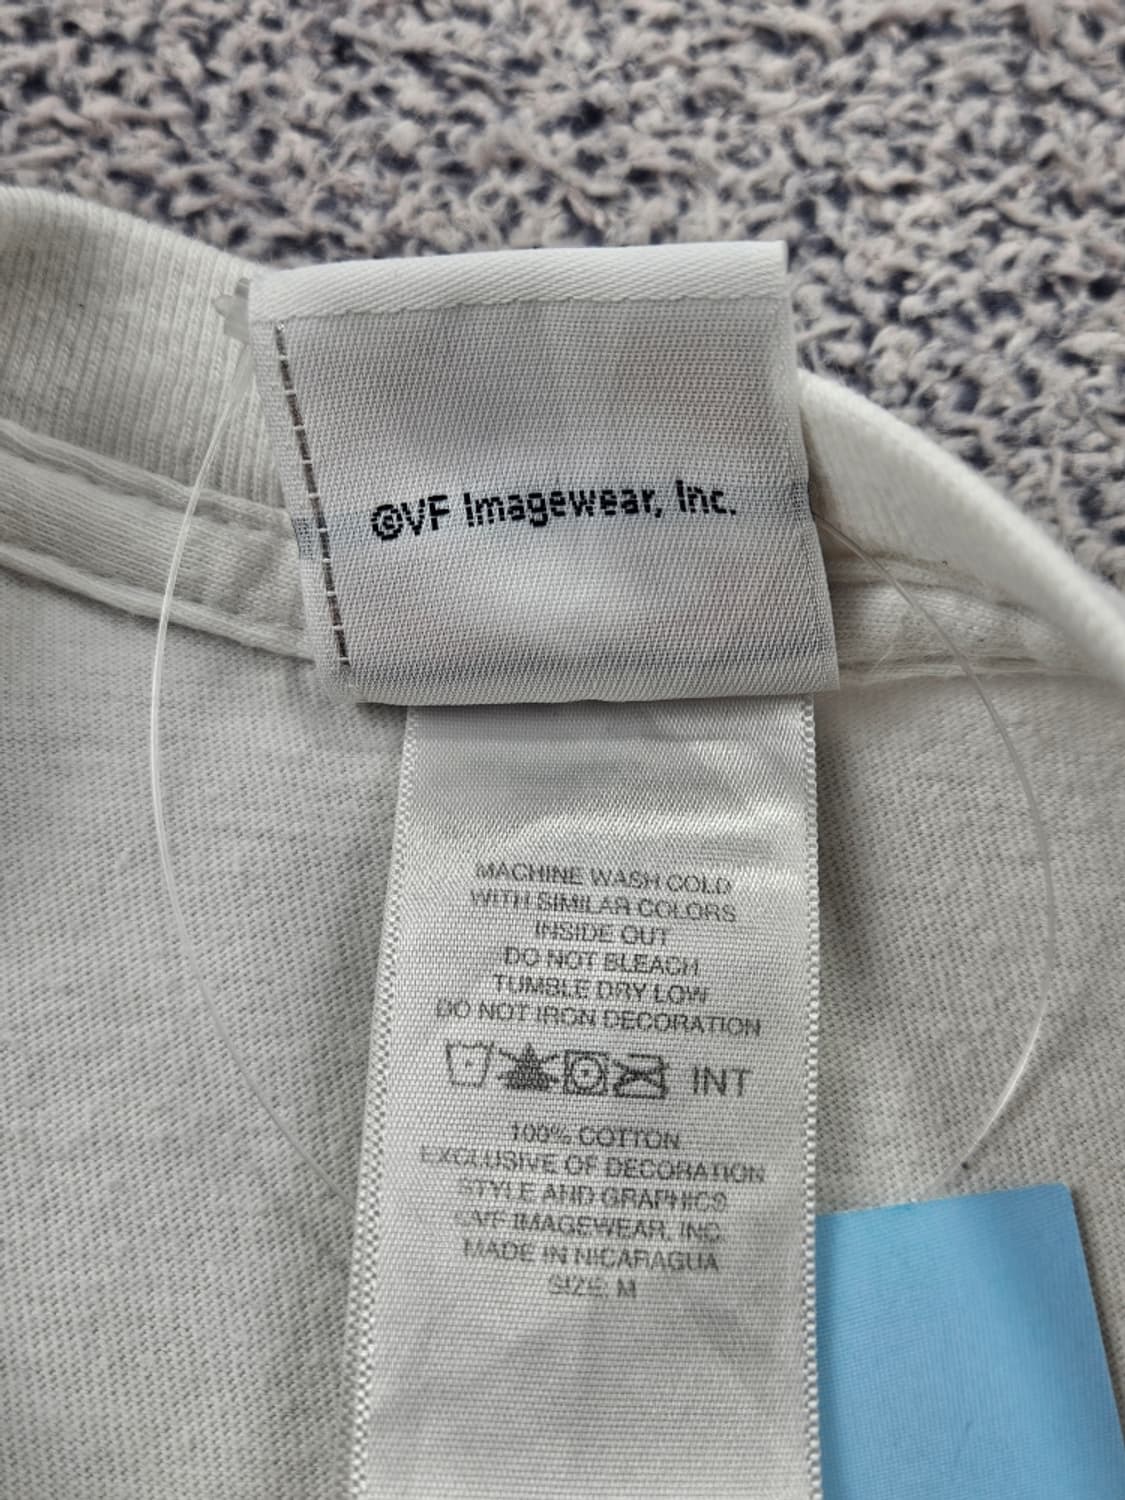 ©VF Imagewear, Inc.
MACHINE WASH COLD
WITH SIMILAR COLORS
INSIDE OUT
DO NOT BLEACH
TUMBLE DRY LOW
DO NOT IRON DECORATION
INT
100% COTTON
EXCLUSIVE OF DECORATION
STYLE AND GRAPHICS
©VF IMAGEWEAR, INC.
MADE IN NICARAGUA
SIZE: M